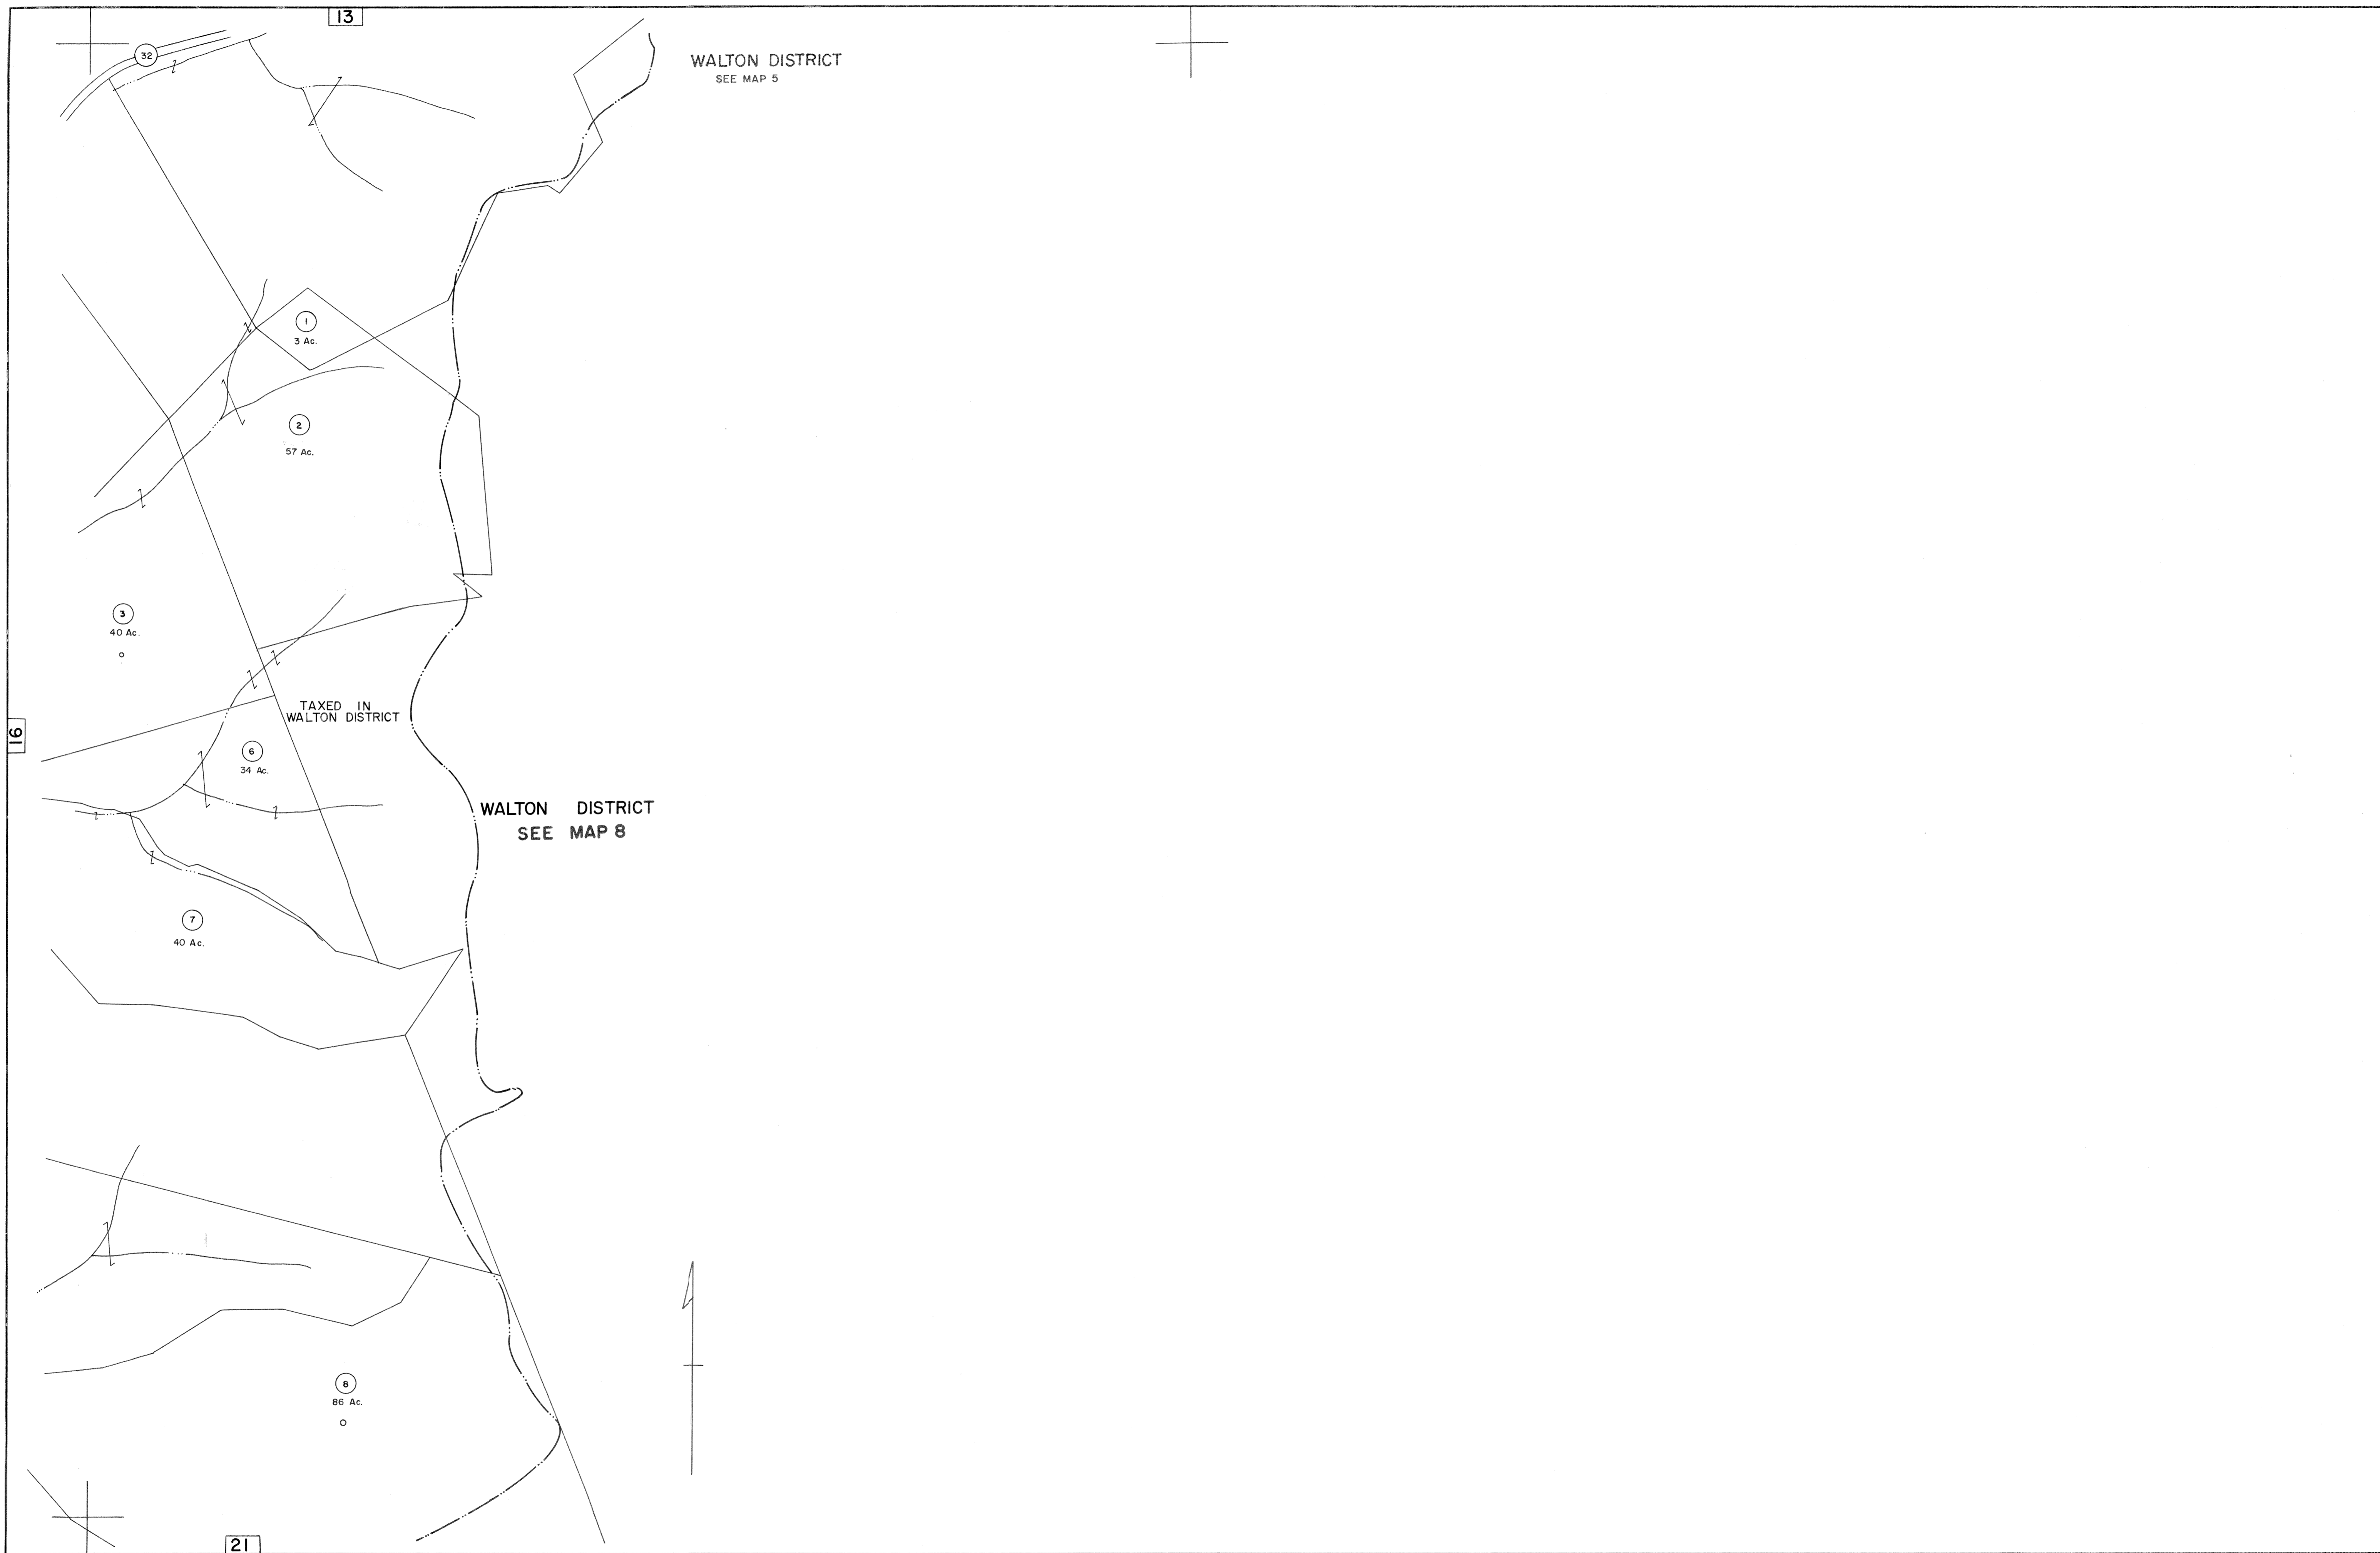 13
32
WALTON DISTRICT
SEE MAP 5
1
3 Ac.
2
57 Ac.
3
40 Ac.
TAXED IN
WALTON DISTRICT
16
6
34 Ac.
WALTON DISTRICT
SEE MAP 8
7
40 Ac.
8
86 Ac.
21